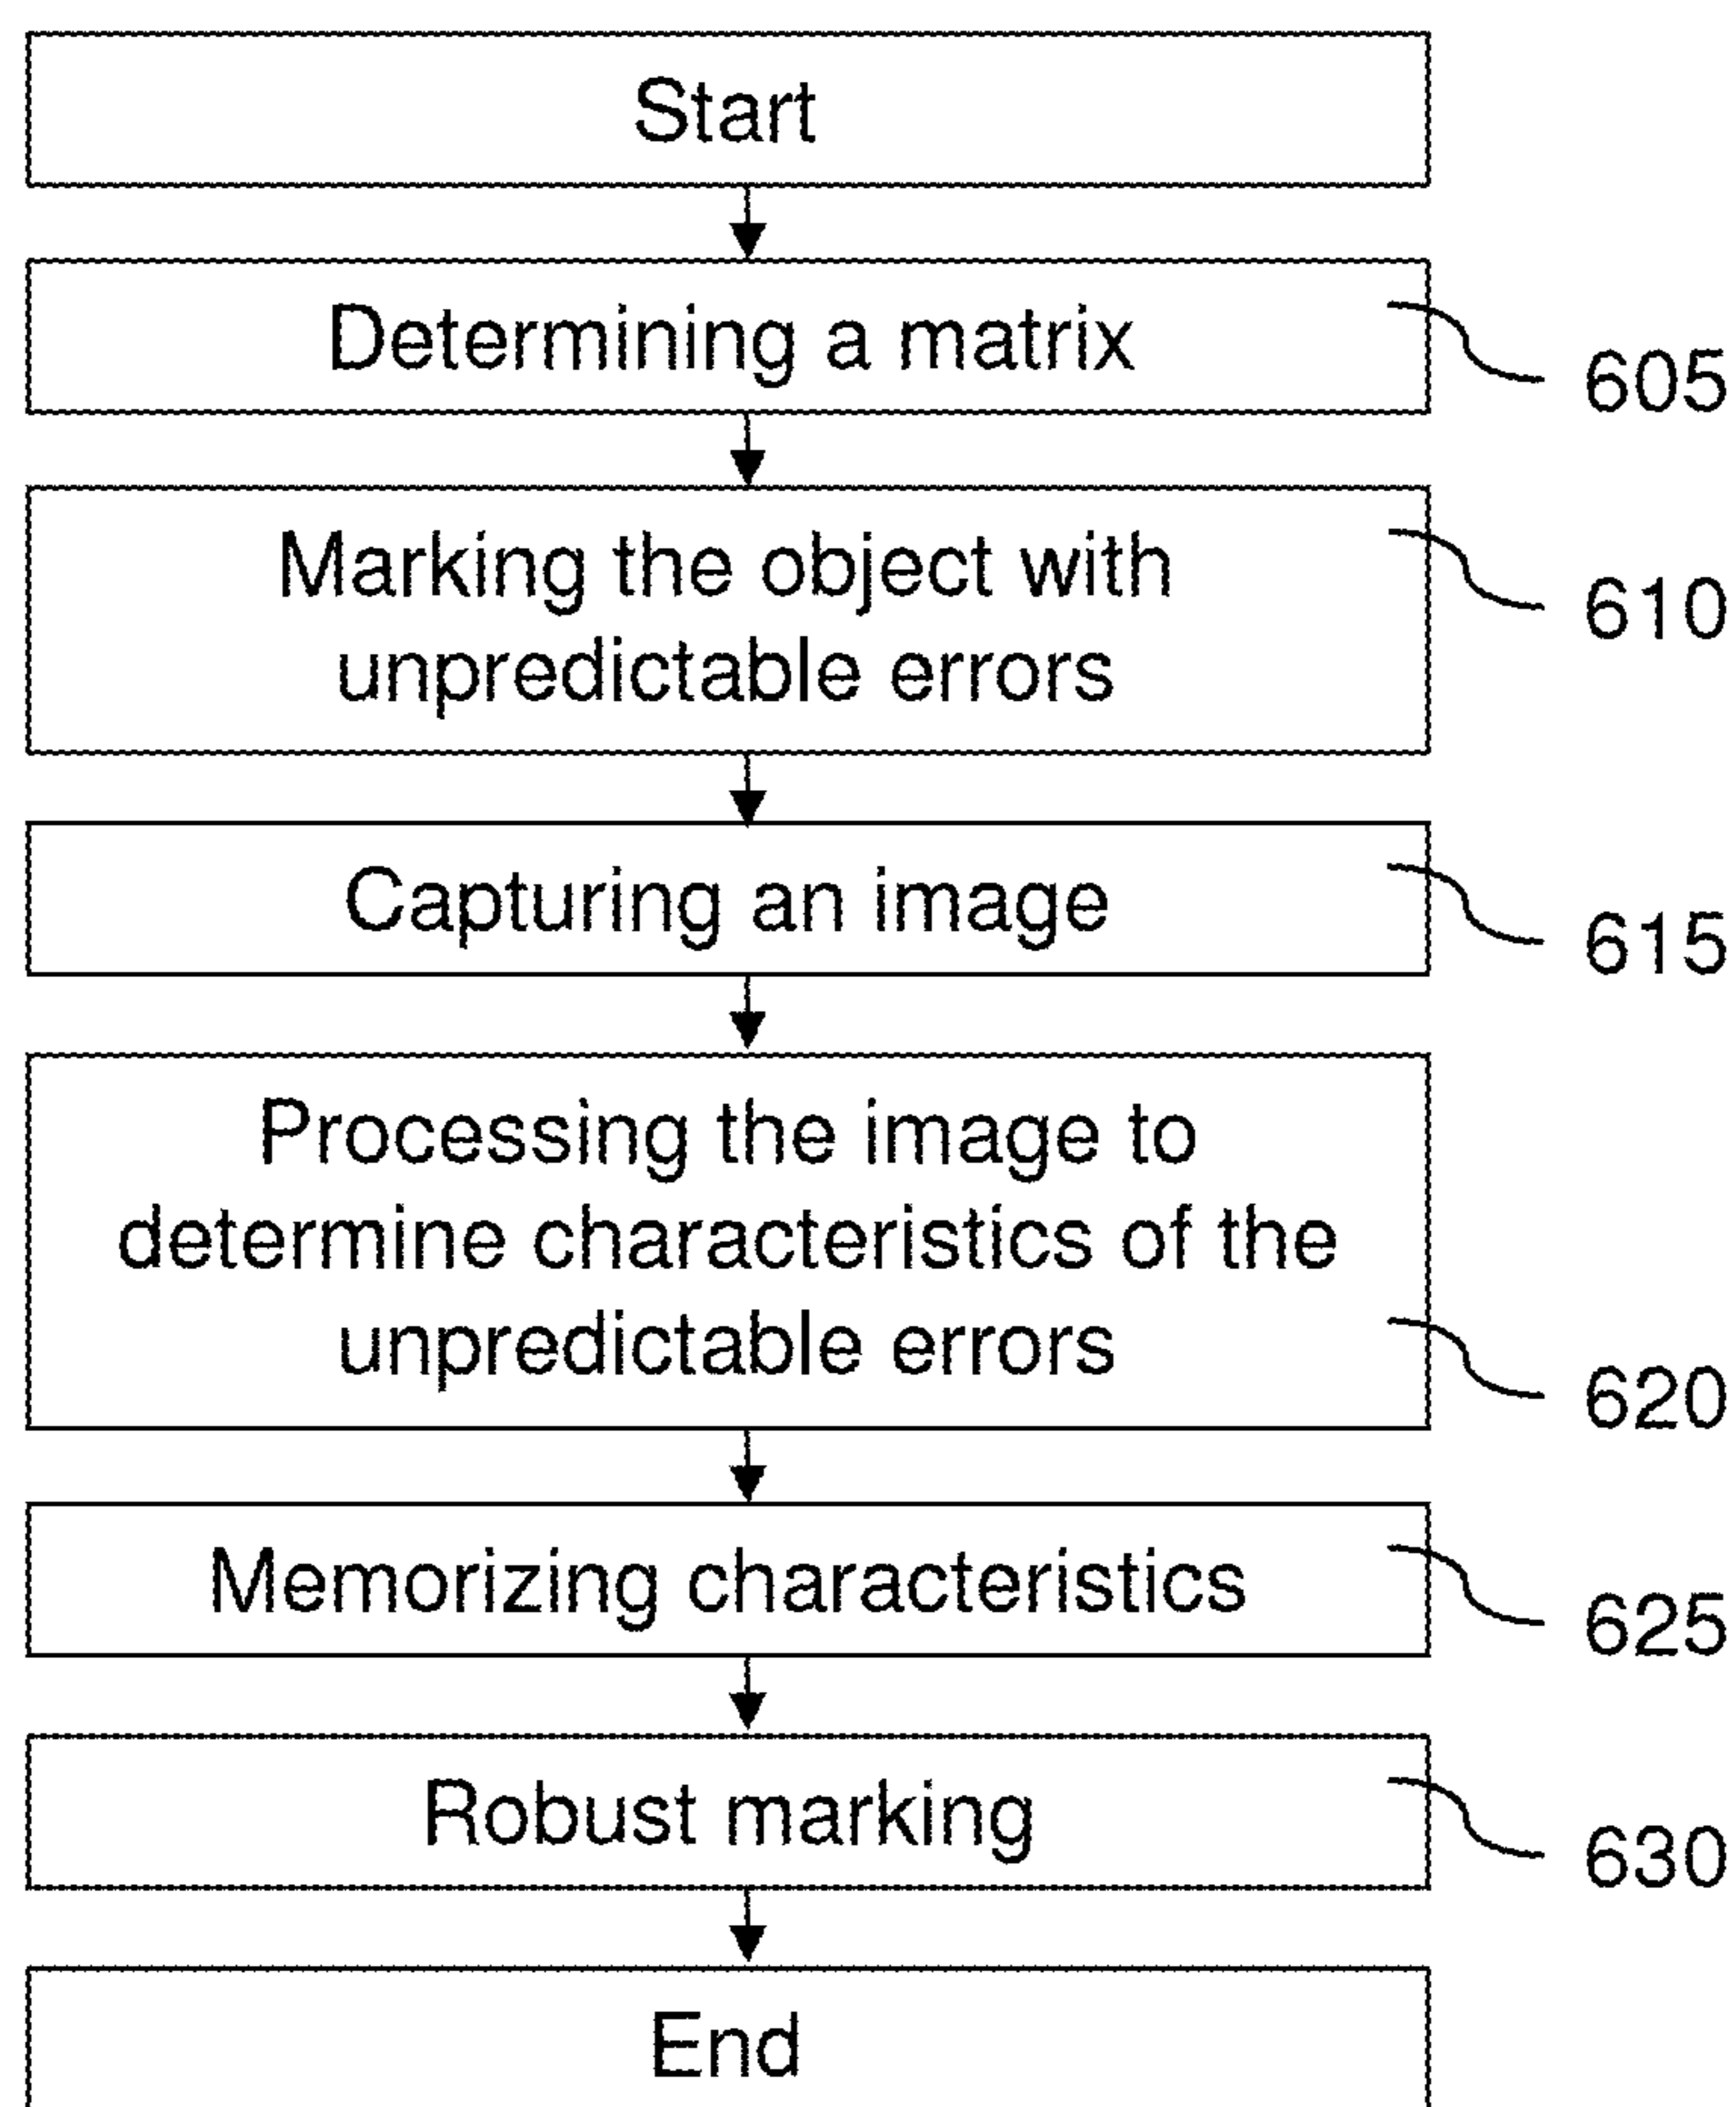 Start
Determining a matrix
605
Marking the object with
unpredictable errors
610
Capturing an image
615
Processing the image to
determine characteristics of the
unpredictable errors
620
Memorizing characteristics
625
Robust marking
630
End